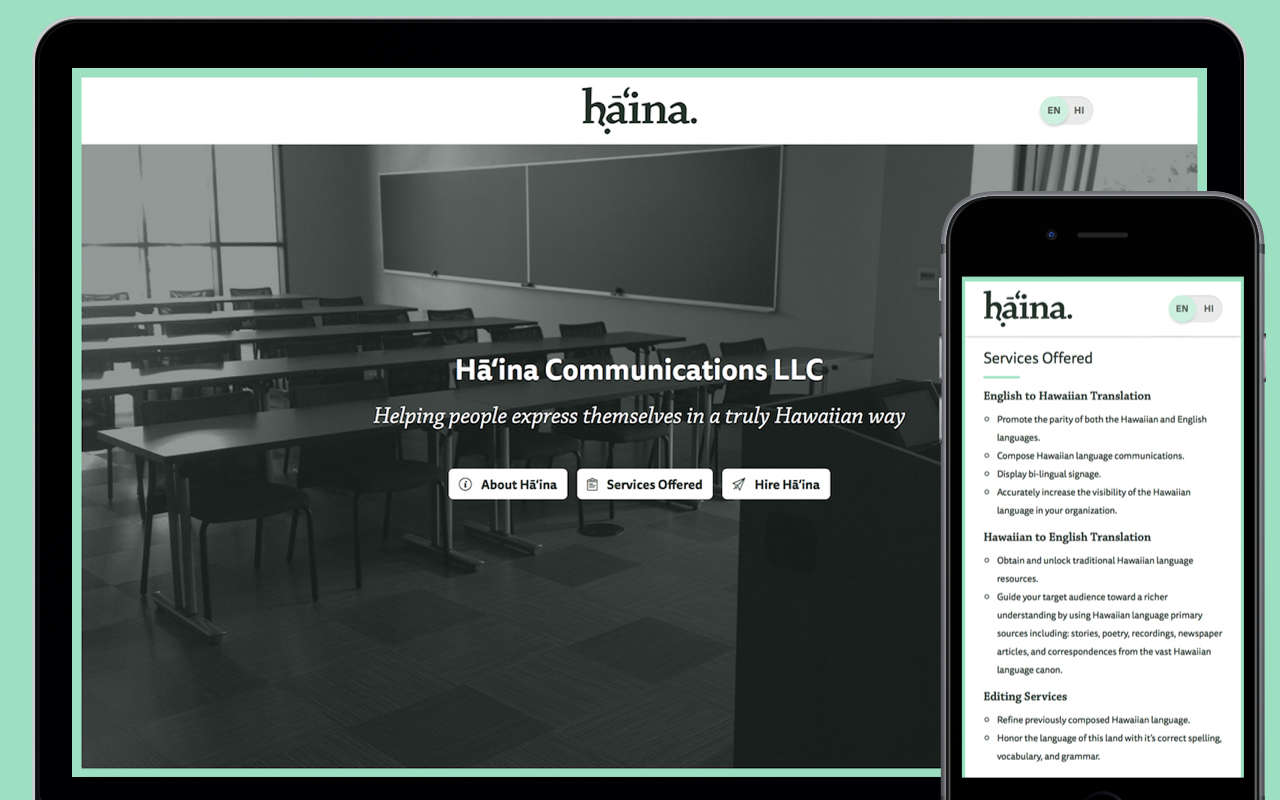 hāʻina.
EN HI
Hāʻina Communications LLC
Helping people express themselves in a truly Hawaiian way
About Hāʻina
Services Offered
Hire Hāʻina
hāʻina.
EN HI
Services Offered
English to Hawaiian Translation
Promote the parity of both the Hawaiian and English
languages.
Compose Hawaiian language communications.
Display bi-lingual signage.
Accurately increase the visibility of the Hawaiian
language in your organization.
Hawaiian to English Translation
Obtain and unlock traditional Hawaiian language
resources.
Guide your target audience toward a richer
understanding by using Hawaiian language primary
sources including: stories, poetry, recordings, newspaper
articles, and correspondences from the vast Hawaiian
language canon.
Editing Services
Refine previously composed Hawaiian language.
Honor the language of this land with it's correct spelling,
vocabulary, and grammar.